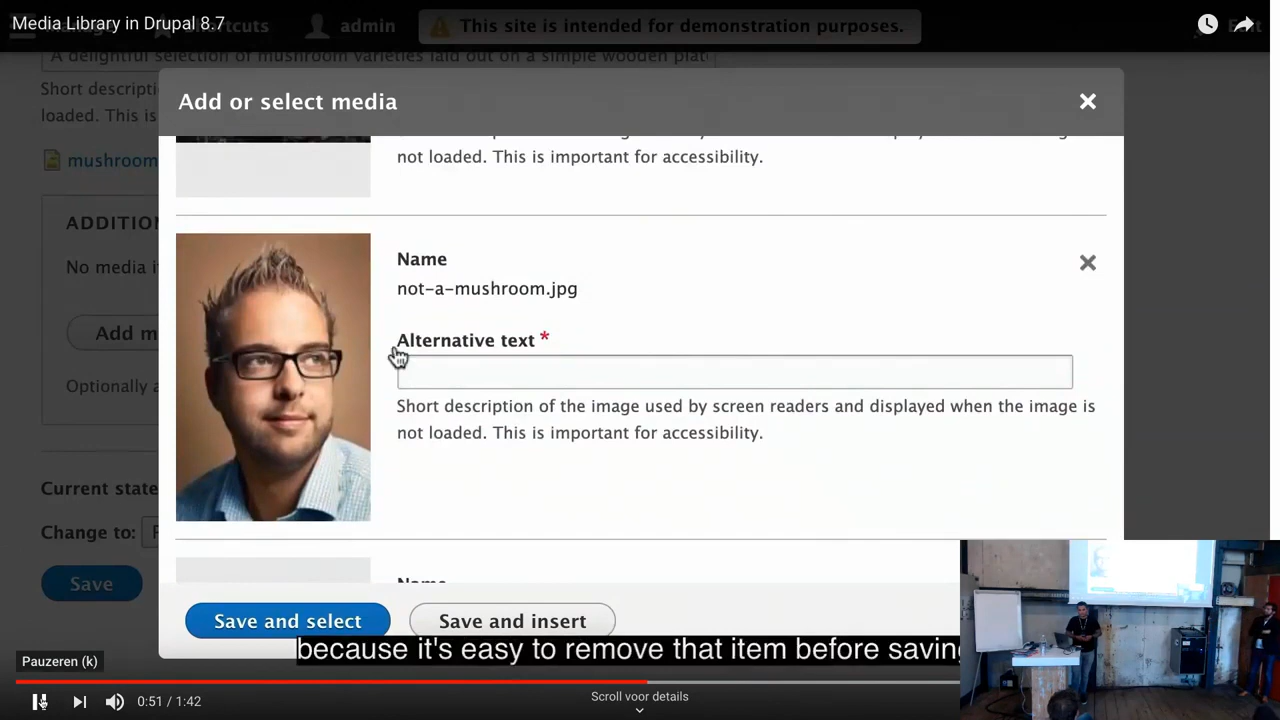 Media Library in Drupal 8.7
Shortcuts
admin
This site is intended for demonstration purposes.
Edit
A delightful selection of mushroom varieties laid out on a simple wooden plat
Short descripti
loaded. This is
Add or select media
not loaded. This is important for accessibility.
mushroom
ADDITION
No media i
Add m
Optionally a
Name
not-a-mushroom.jpg
Alternative text *
Short description of the image used by screen readers and displayed when the image is
not loaded. This is important for accessibility.
Current state
Change to:
Name
Save
Save and select
Save and insert
because it's easy to remove that item before saving
Pauzeren (k)
0:51 / 1:42
Scroll voor details